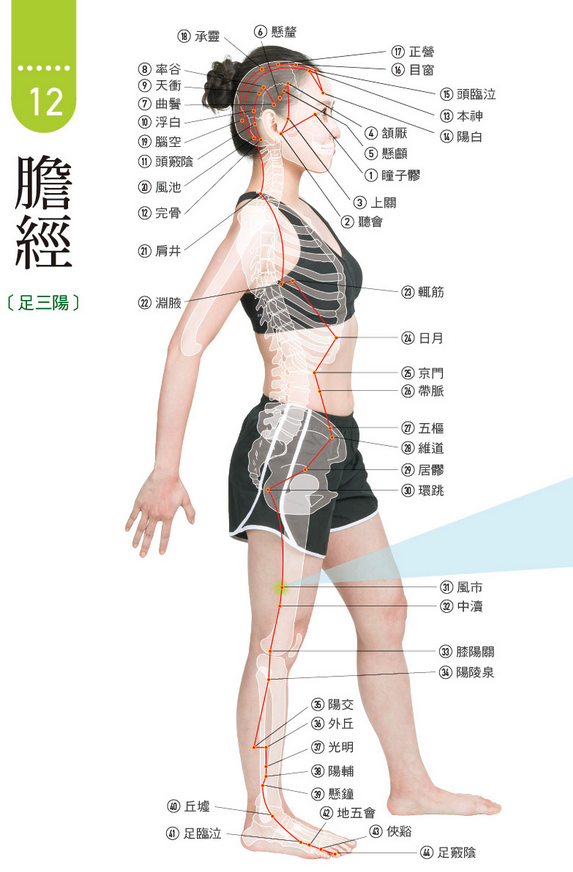 12
膽經
〔足三陽〕
⑱ 承靈
⑥ 懸釐
⑰ 正營
⑯ 目窗
⑧ 率谷
⑨ 天衝
⑦ 曲鬢
⑩ 浮白
⑲ 腦空
⑪ 頭竅陰
⑳ 風池
⑫ 完骨
㉑ 肩井
㉒ 淵腋
⑮ 頭臨泣
⑬ 本神
⑭ 陽白
④ 頷厭
⑤ 懸顱
① 瞳子髎
③ 上關
② 聽會
㉓ 輒筋
㉔ 日月
㉕ 京門
㉖ 帶脈
㉗ 五樞
㉘ 維道
㉙ 居髎
㉚ 環跳
㉛ 風市
㉜ 中瀆
㉝ 膝陽關
㉞ 陽陵泉
㉟ 陽交
㊱ 外丘
㊲ 光明
㊳ 陽輔
㊴ 懸鐘
㊵ 丘墟
㊷ 地五會
㊶ 足臨泣
㊸ 俠谿
㊹ 足竅陰